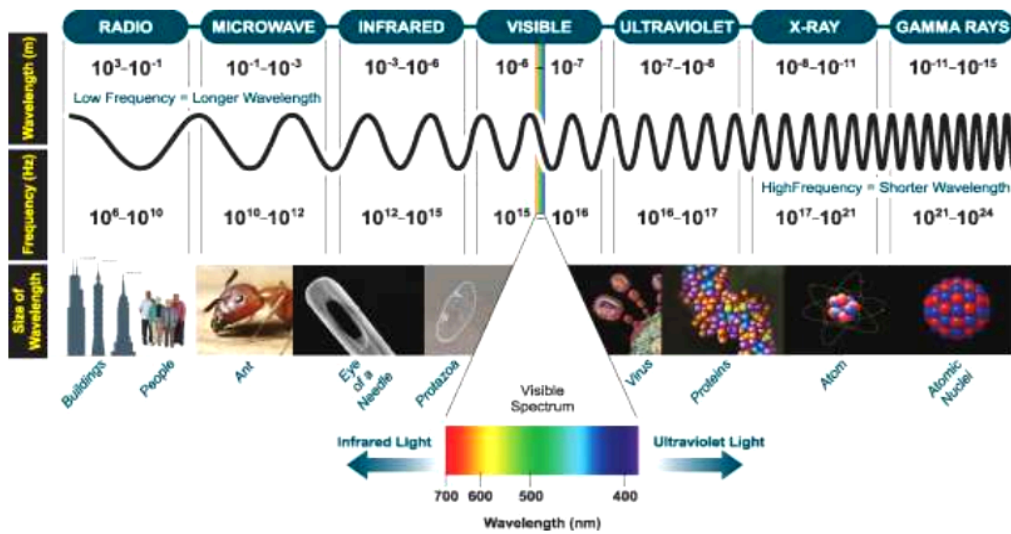 RADIO MICROWAVE INFRARED VISIBLE ULTRAVIOLET X-RAY GAMMA RAYS
Wavelength (m)
10³–10⁻¹ 10⁻¹–10⁻³ 10⁻³–10⁻⁶ 10⁻⁶ – 10⁻⁷ 10⁻⁷–10⁻⁸ 10⁻⁸–10⁻¹¹ 10⁻¹¹–10⁻¹⁵
Low Frequency = Longer Wavelength
HighFrequency = Shorter Wavelength
Frequency (Hz)
10⁶–10¹⁰ 10¹⁰–10¹² 10¹²–10¹⁵ 10¹⁵ – 10¹⁶ 10¹⁶–10¹⁷ 10¹⁷–10²¹ 10²¹–10²⁴
Size of
Wavelength
Buildings
People
Ant
Eye
of a
Needle
Protazoa
Virus
Proteins
Atom
Atomic
Nuclei
Visible
Spectrum
Infrared Light
Ultraviolet Light
700 600 500 400
Wavelength (nm)